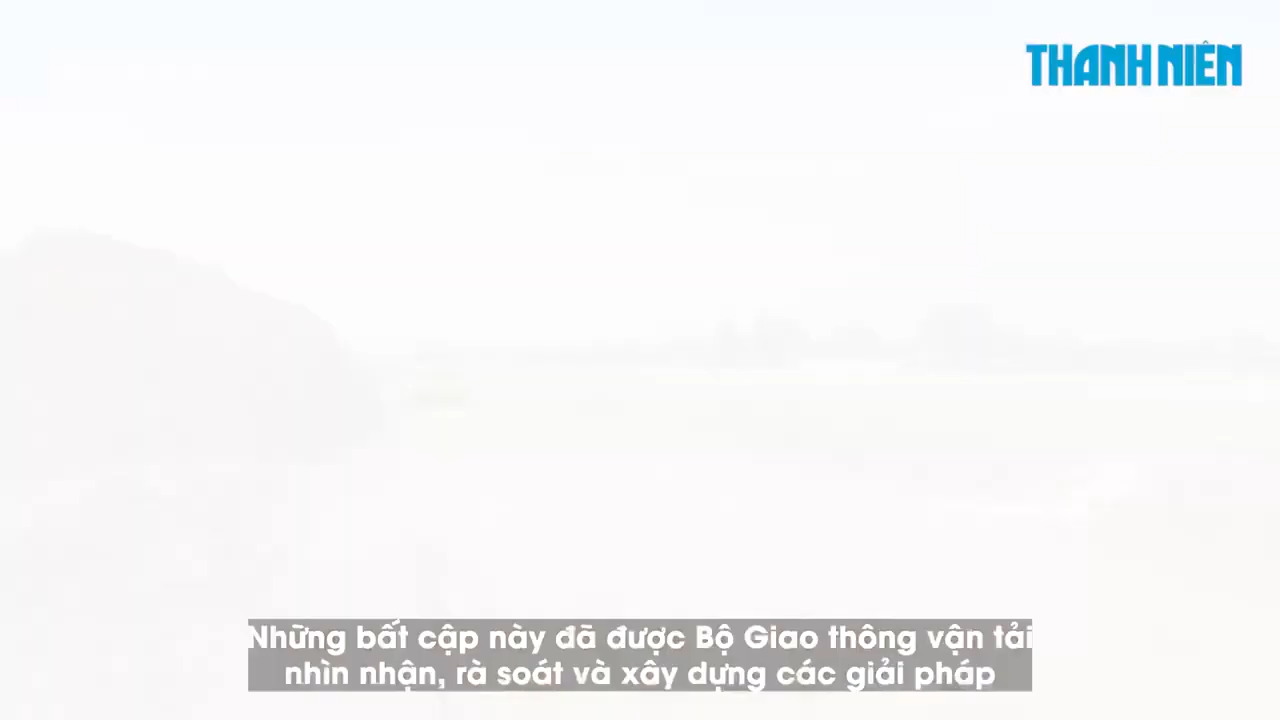 THANH NIÊN
Những bất cập này đã được Bộ Giao thông vận tải
nhìn nhận, rà soát và xây dựng các giải pháp